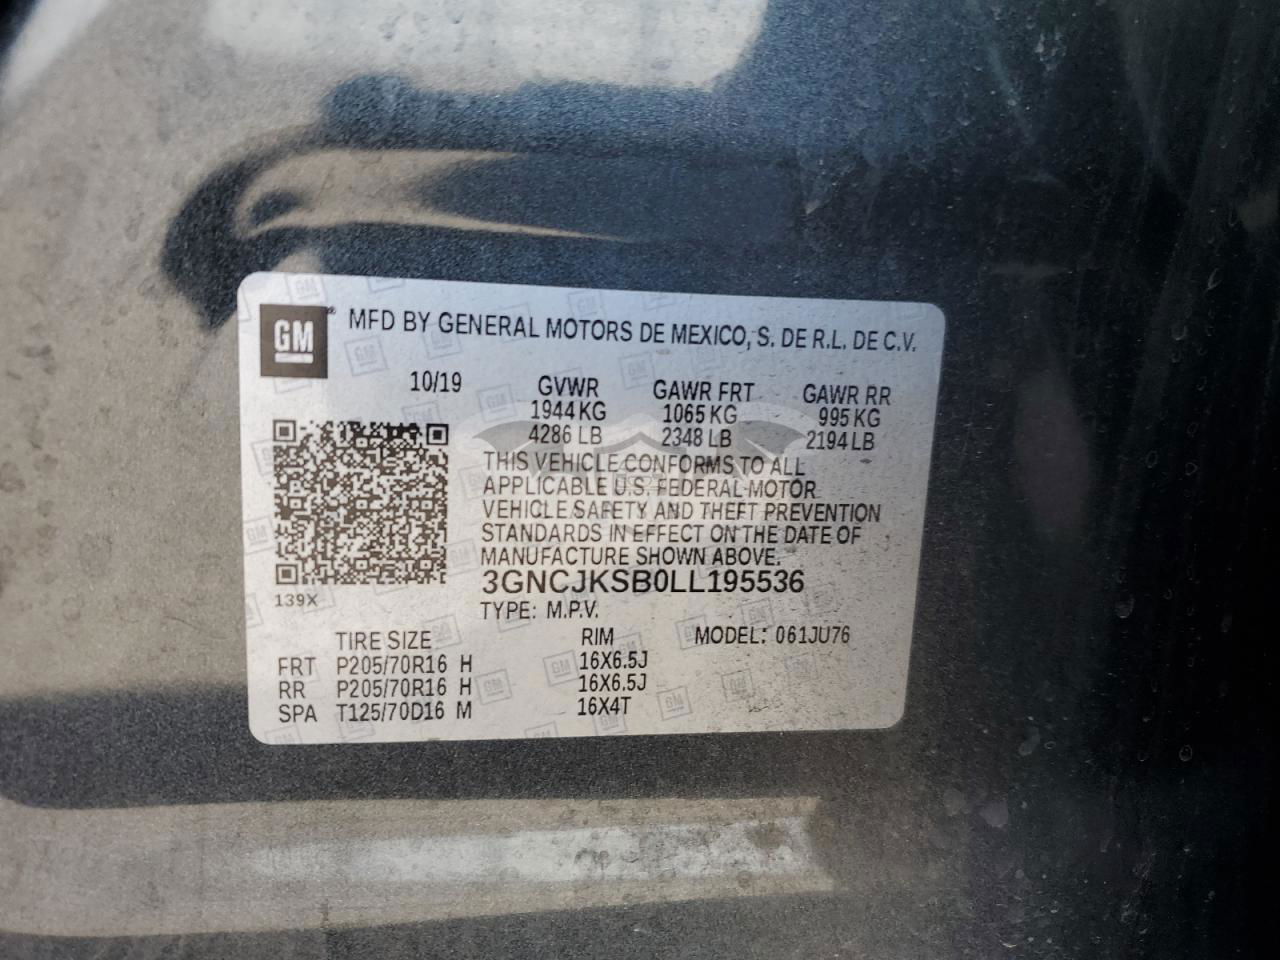 GM ® MFD BY GENERAL MOTORS DE MEXICO, S. DE R.L. DE C.V.
10/19 GVWR GAWR FRT GAWR RR
1944 KG 1065 KG 995 KG
4286 LB 2348 LB 2194 LB
THIS VEHICLE CONFORMS TO ALL
APPLICABLE U.S. FEDERAL MOTOR
VEHICLE SAFETY AND THEFT PREVENTION
STANDARDS IN EFFECT ON THE DATE OF
MANUFACTURE SHOWN ABOVE.
3GNCJKSB0LL195536
139X
TYPE: M.P.V.
TIRE SIZE RIM MODEL: 061JU76
FRT P205/70R16 H 16X6.5J
RR P205/70R16 H 16X6.5J
SPA T125/70D16 M 16X4T